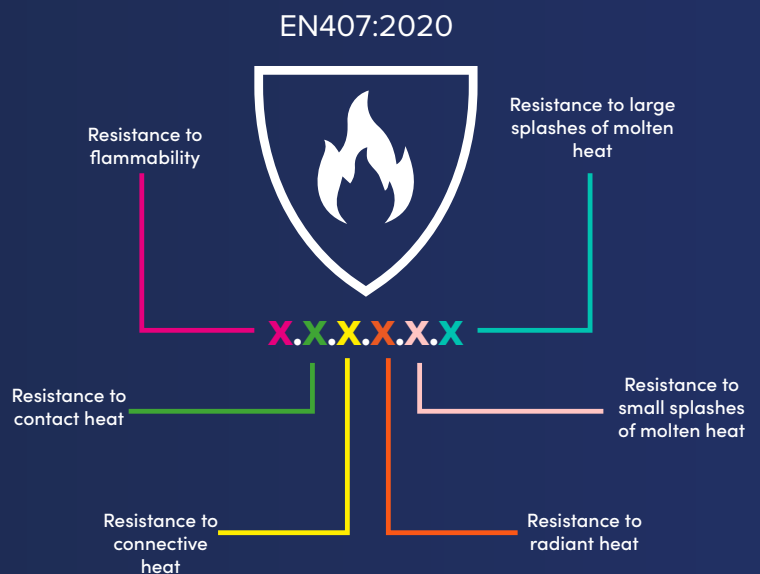 EN407:2020
Resistance to
flammability
Resistance to large
splashes of molten
heat
X.X.X.X.X.X
Resistance to
contact heat
Resistance to
small splashes
of molten heat
Resistance to
connective
heat
Resistance to
radiant heat